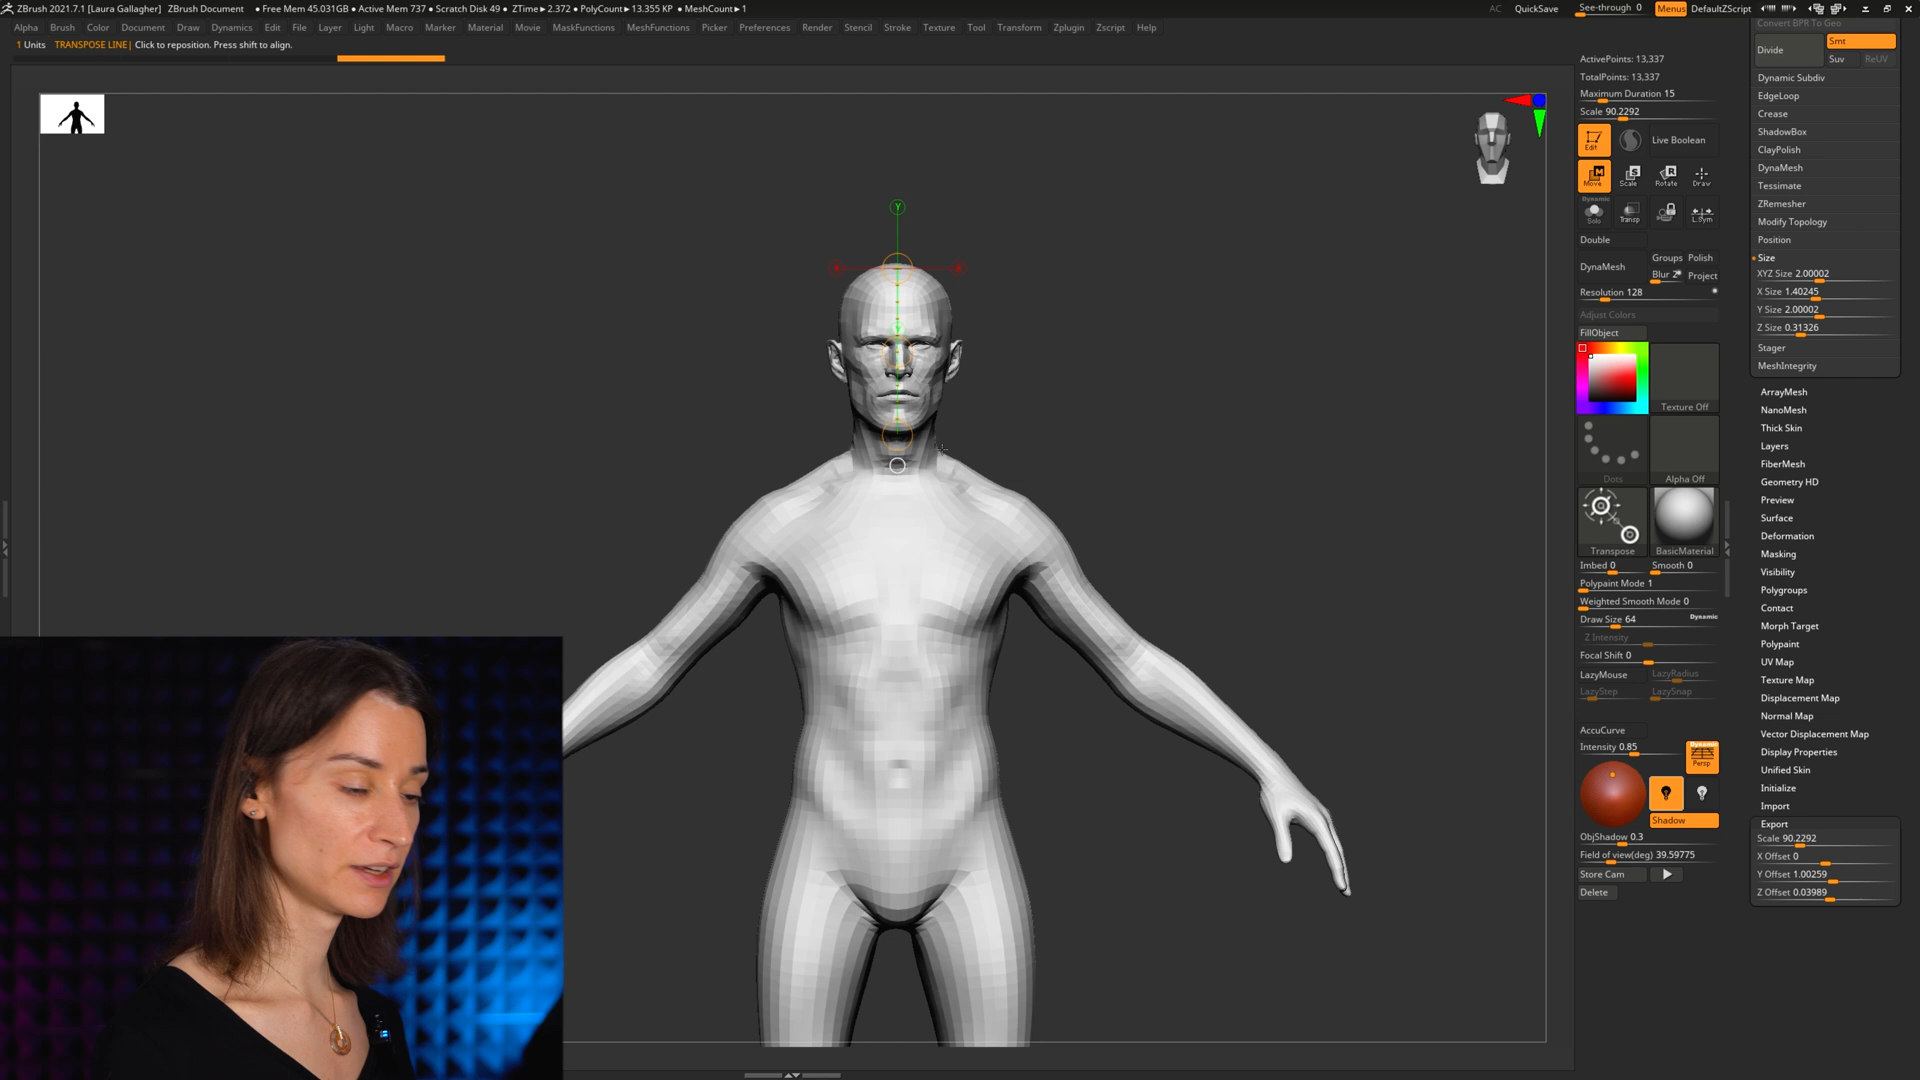 ZBrush 2021.7.1 [Laura Gallagher] ZBrush Document • Free Mem 45.031GB • Active Mem 737 • Scratch Disk 49 • ZTime▸2.372 • PolyCount▸13.355 KP • MeshCount▸1 AC QuickSave See-through 0 Menus DefaultZScript
Alpha Brush Color Document Draw Dynamics Edit File Layer Light Macro Marker Material Movie MaskFunctions MeshFunctions Picker Preferences Render Stencil Stroke Texture Tool Transform Zplugin Zscript Help
1 Units TRANSPOSE LINE| Click to reposition. Press shift to align.
Y
ActivePoints: 13,337
TotalPoints: 13,337
Maximum Duration 15
Scale 90.2292
Edit Live Boolean
Move Scale Rotate Draw
Dynamic
Solo Transp L.Sym
Double
DynaMesh Groups Polish
Blur 2 Project
Resolution 128
Adjust Colors
FillObject
Texture Off
Dots Alpha Off
Transpose BasicMaterial
Imbed 0 Smooth 0
Polypaint Mode 1
Weighted Smooth Mode 0
Draw Size 64 Dynamic
Z Intensity
Focal Shift 0
LazyMouse LazyRadius
LazyStep LazySnap
AccuCurve
Intensity 0.85
Dynamic
Persp
Shadow
ObjShadow 0.3
Field of view(deg) 39.59775
Store Cam
Delete
Convert BPR To Geo
Divide Smt
Suv ReUV
Dynamic Subdiv
EdgeLoop
Crease
ShadowBox
ClayPolish
DynaMesh
Tessimate
ZRemesher
Modify Topology
Position
Size
XYZ Size 2.00002
X Size 1.40245
Y Size 2.00002
Z Size 0.31326
Stager
MeshIntegrity
ArrayMesh
NanoMesh
Thick Skin
Layers
FiberMesh
Geometry HD
Preview
Surface
Deformation
Masking
Visibility
Polygroups
Contact
Morph Target
Polypaint
UV Map
Texture Map
Displacement Map
Normal Map
Vector Displacement Map
Display Properties
Unified Skin
Initialize
Import
Export
Scale 90.2292
X Offset 0
Y Offset 1.00259
Z Offset 0.03989